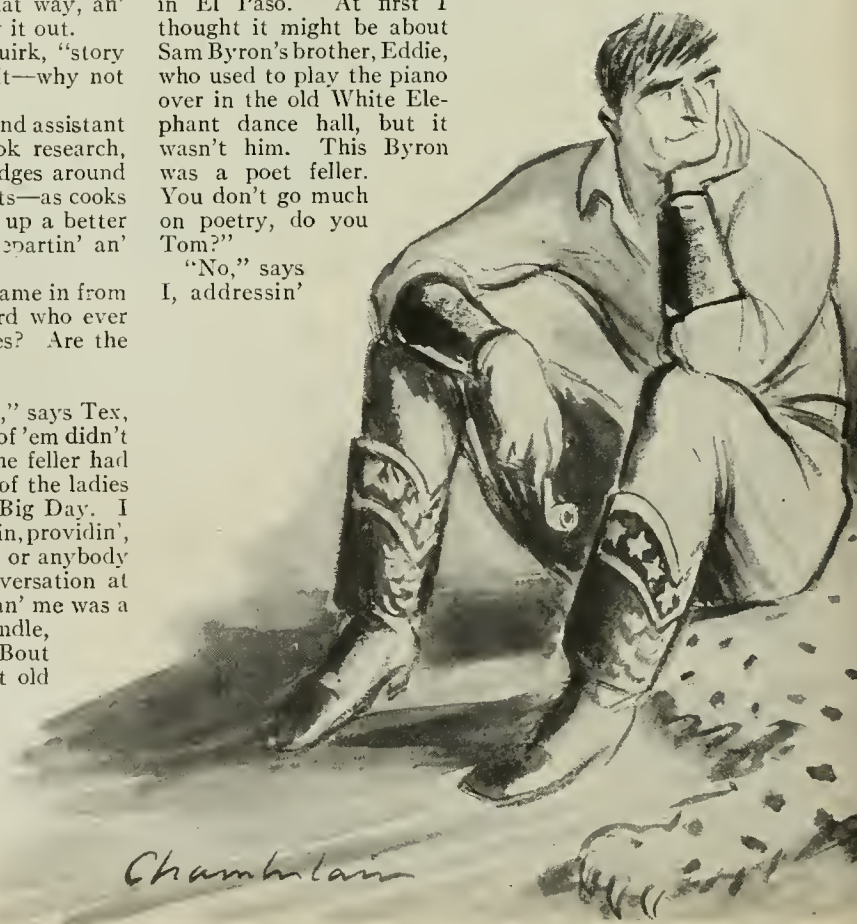 at way, an'
it out.
uirk, "story
t—why not
nd assistant
ok research,
dges around
ts—as cooks
up a better
epartin' an'
ame in from
rd who ever
es? Are the
," says Tex,
of 'em didn't
ne feller had
of the ladies
Big Day. I
in, providin',
or anybody
versation at
an' me was a
ndle,
Bout
t old
in El Paso. At first I
thought it might be about
Sam Byron's brother, Eddie,
who used to play the piano
over in the old White Ele-
phant dance hall, but it
wasn't him. This Byron
was a poet feller.
You don't go much
on poetry, do you
Tom?"
"No," says
I, addressin'